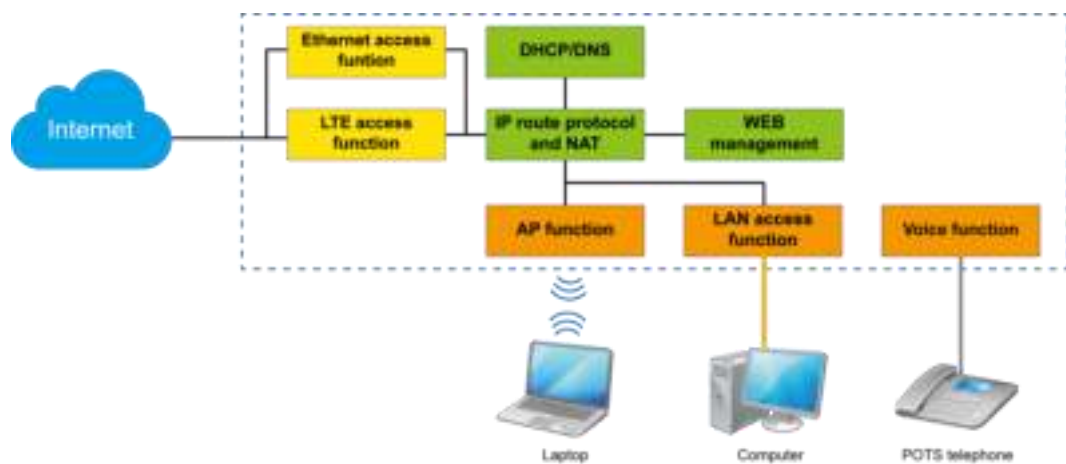 Ethernet access
funtion
DHCP/DNS
Internet
LTE access
function
IP route protocol
and NAT
WEB
management
AP function
LAN access
function
Voice function
Laptop
Computer
POTS telephone